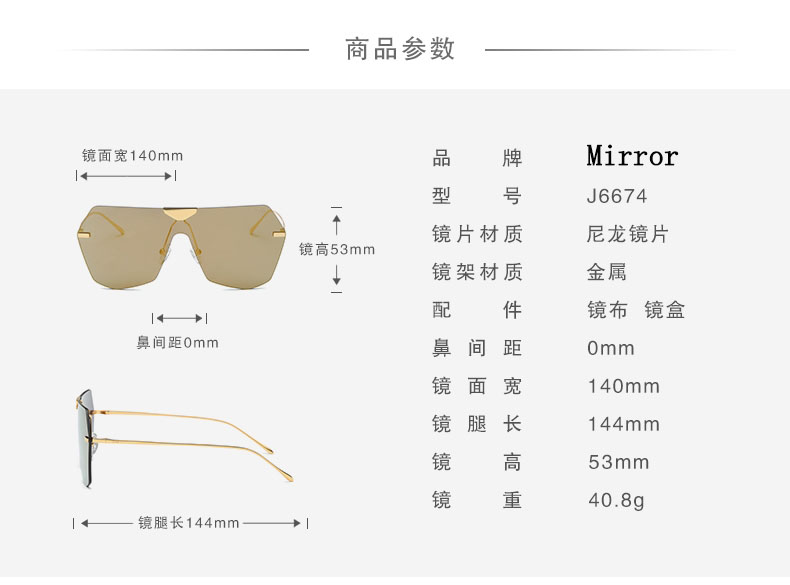 商品参数
镜面宽140mm
镜高53mm
鼻间距0mm
镜腿长144mm
品 牌 Mirror
型 号 J6674
镜片材质 尼龙镜片
镜架材质 金属
配 件 镜布 镜盒
鼻间距 0mm
镜面宽 140mm
镜腿长 144mm
镜 高 53mm
镜 重 40.8g